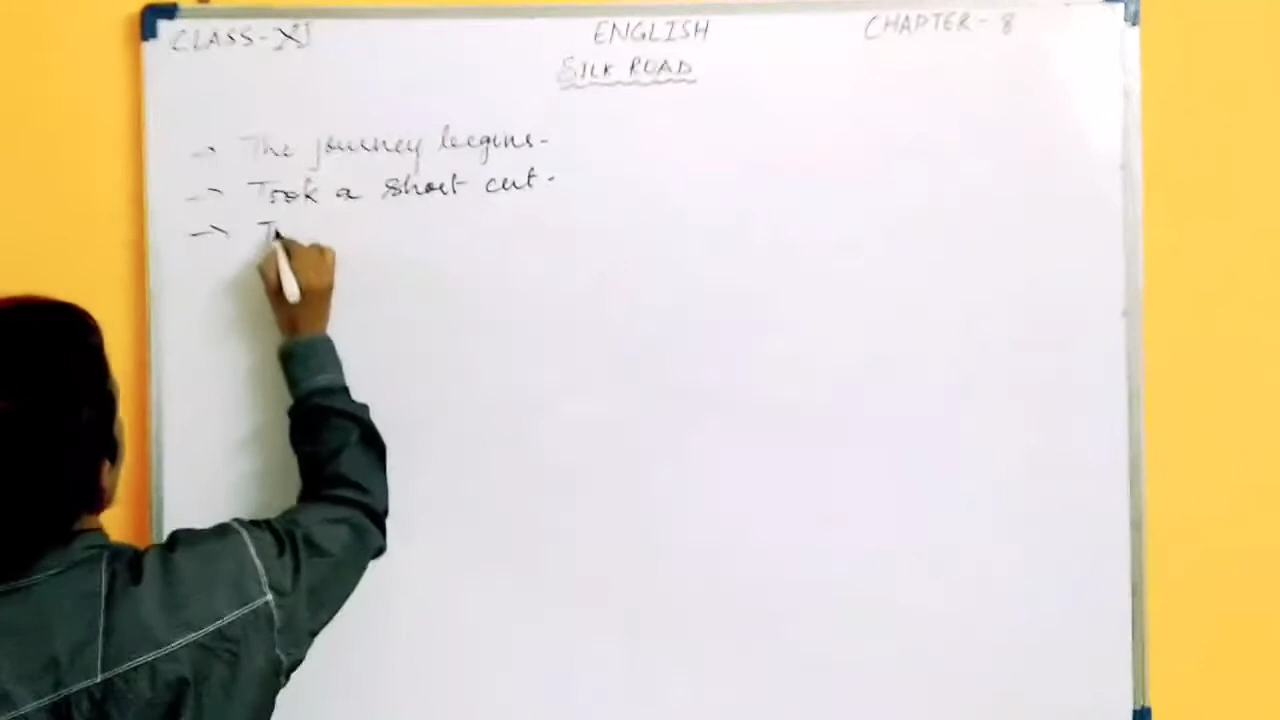 CLASS-XI ENGLISH CHAPTER-8
SILK ROAD
→ The journey begins-
→ Took a short cut.
→ T